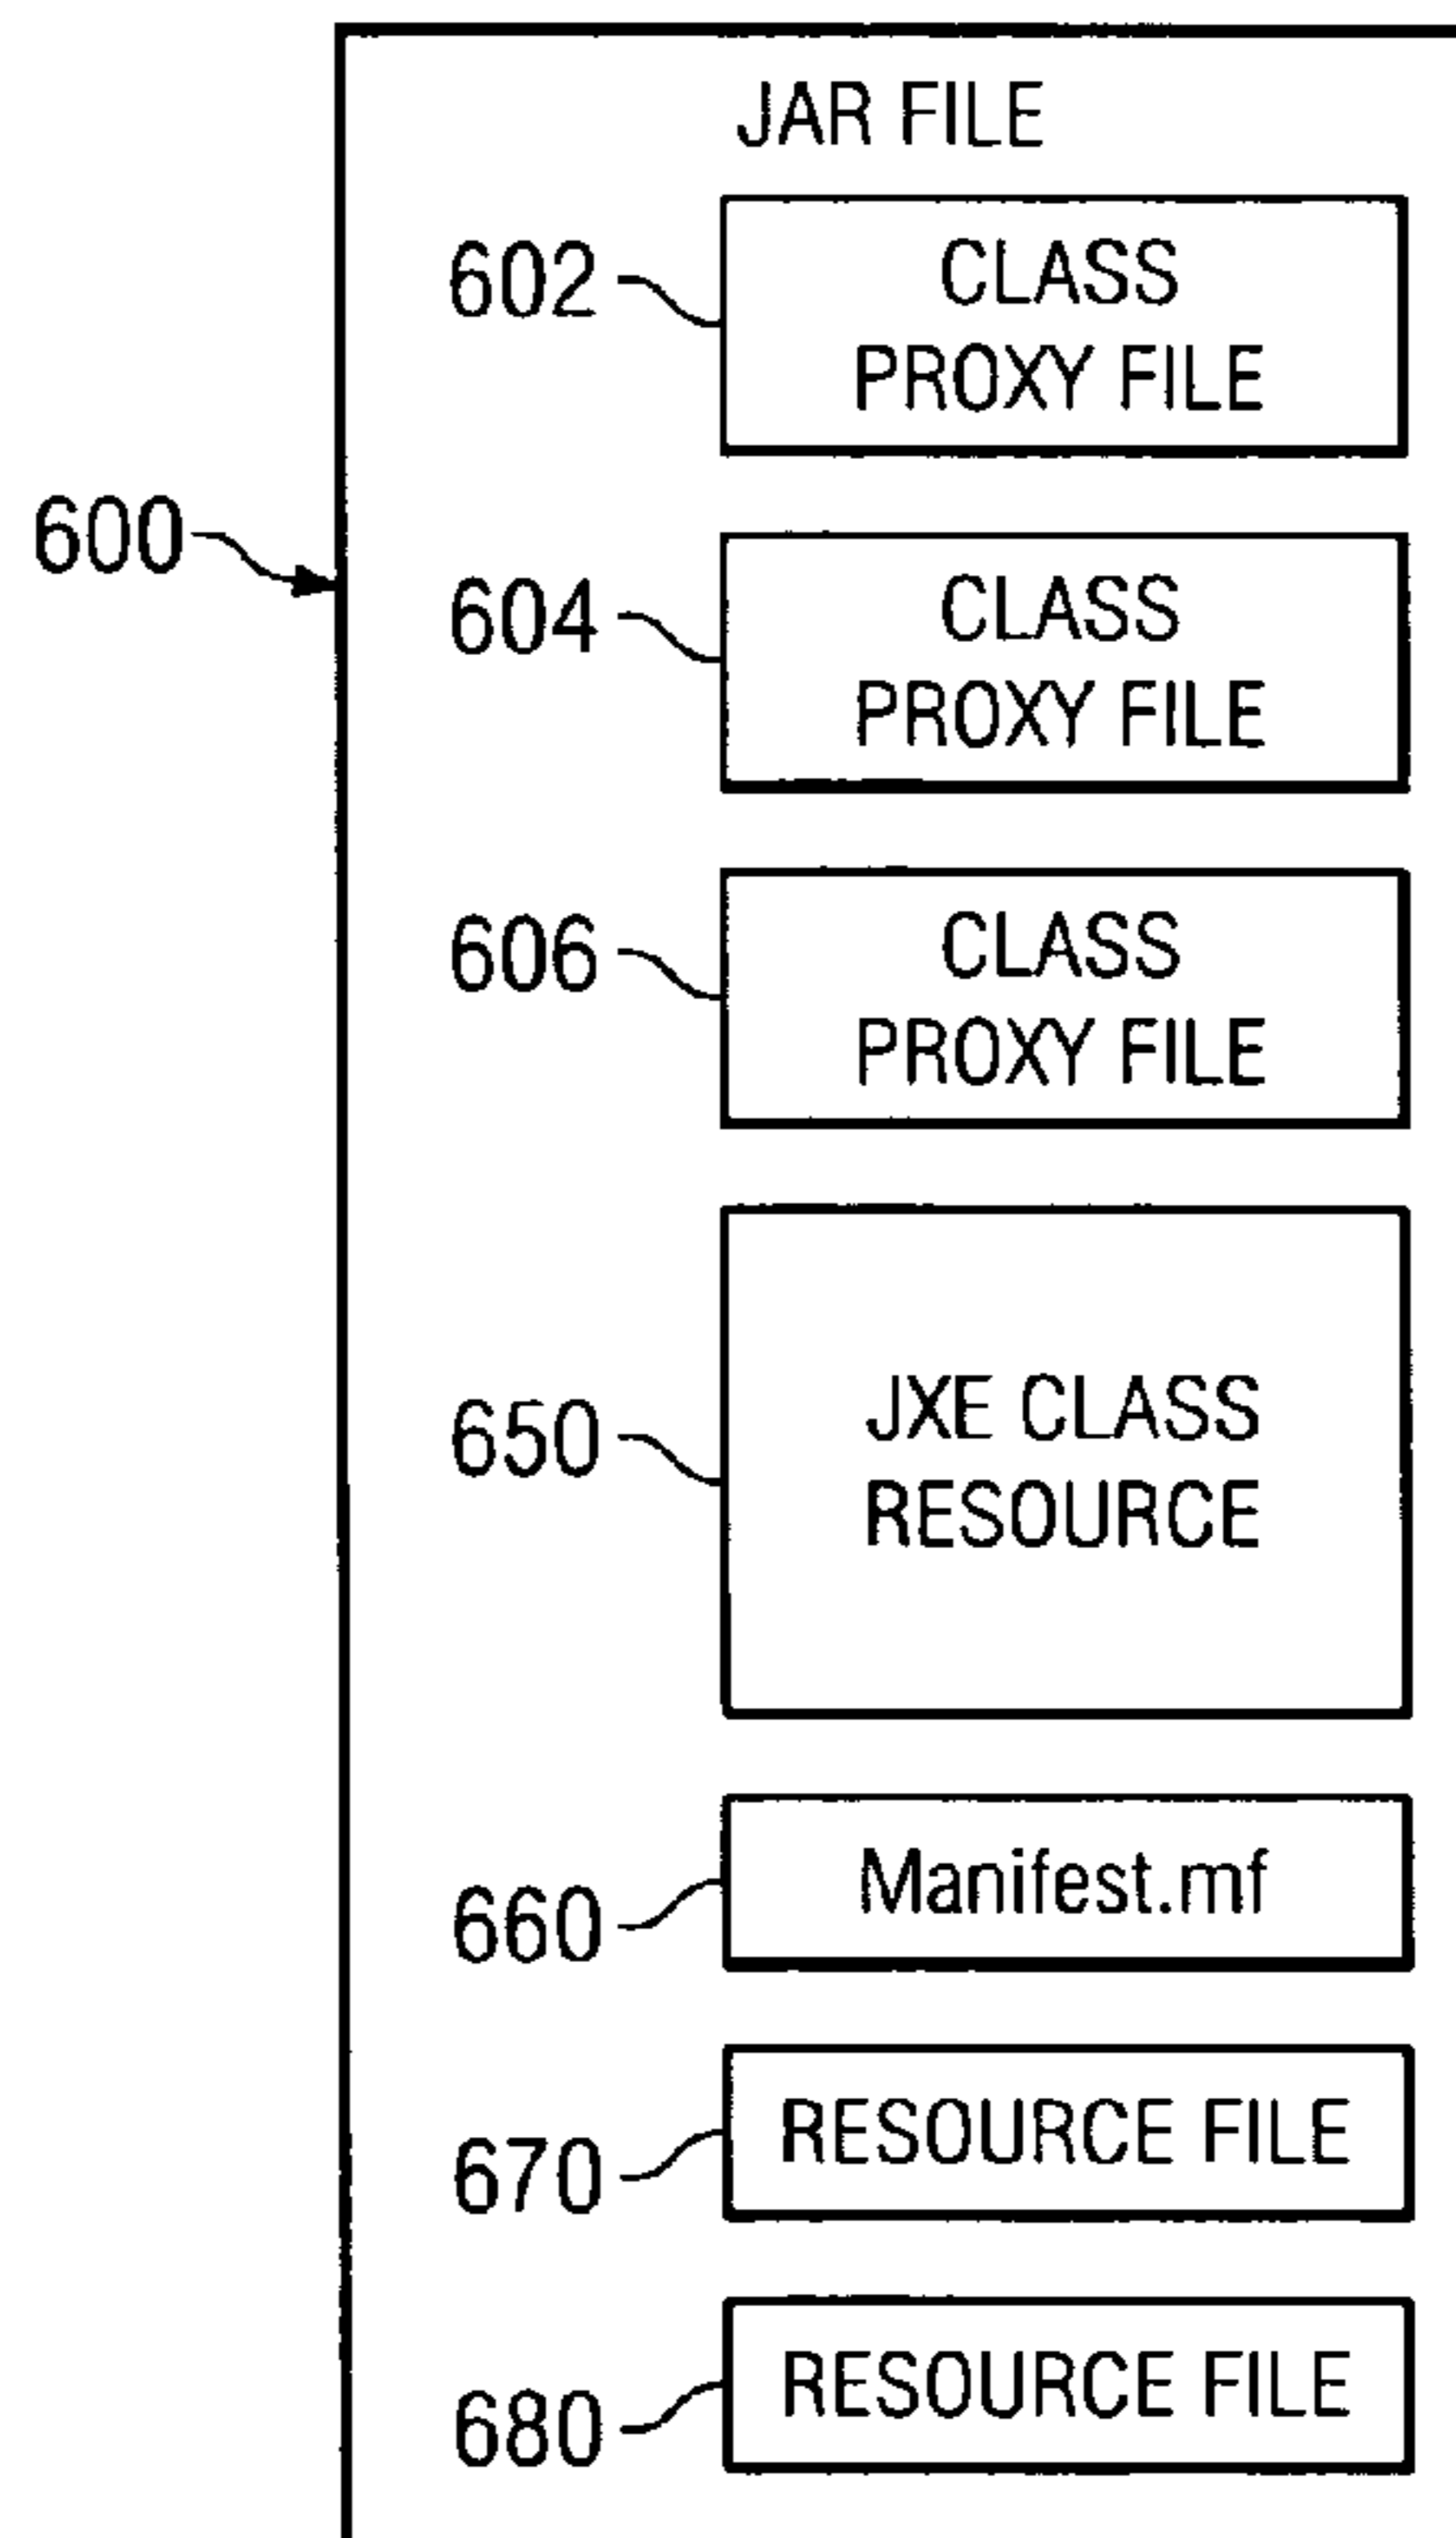 JAR FILE
602
CLASS
PROXY FILE
600
604
CLASS
PROXY FILE
606
CLASS
PROXY FILE
650
JXE CLASS
RESOURCE
660
Manifest.mf
670
RESOURCE FILE
680
RESOURCE FILE